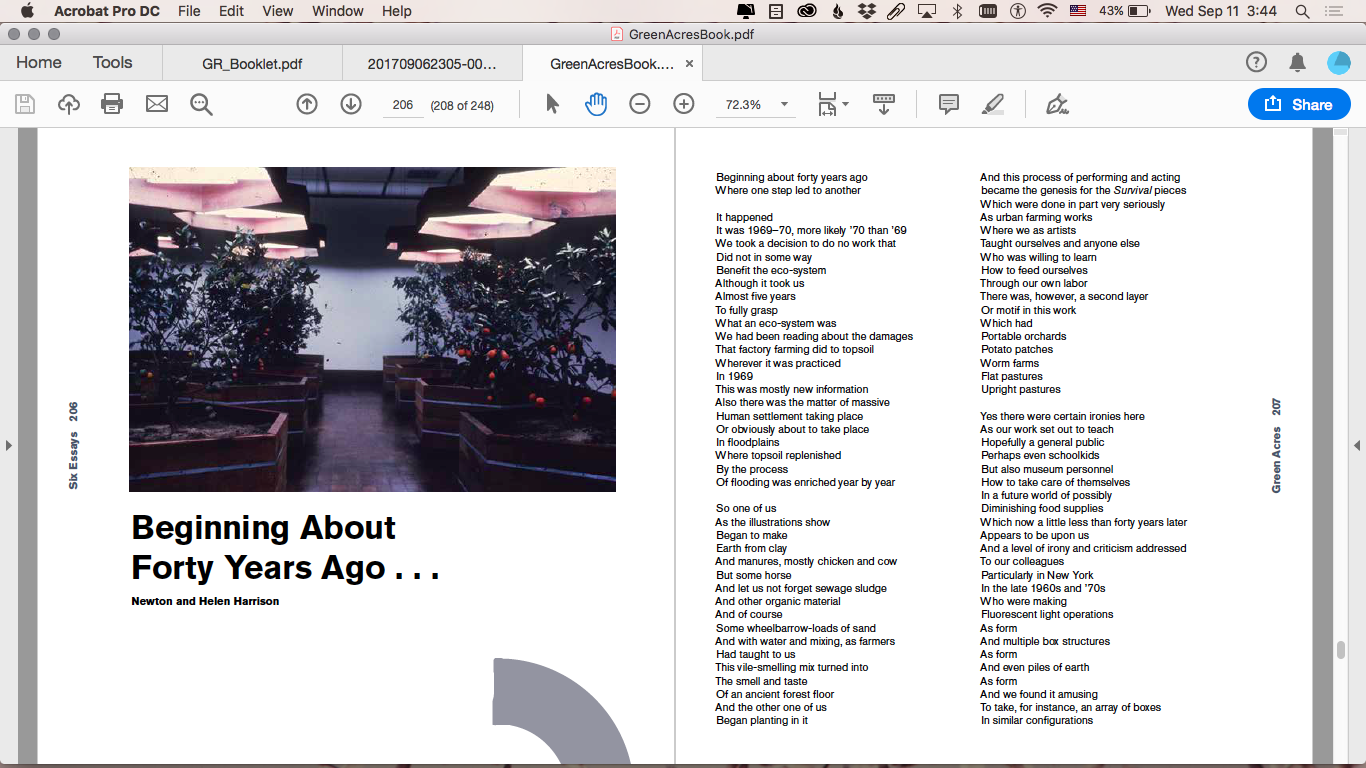 Acrobat Pro DC File Edit View Window Help 43% Wed Sep 11 3:44
GreenAcresBook.pdf
Home Tools GR_Booklet.pdf 201709062305-00... GreenAcresBook....
206 (208 of 248) 72.3% Share
Six Essays 206
Beginning About
Forty Years Ago . . .
Newton and Helen Harrison
Beginning about forty years ago
Where one step led to another
It happened
It was 1969–70, more likely '70 than '69
We took a decision to do no work that
Did not in some way
Benefit the eco-system
Although it took us
Almost five years
To fully grasp
What an eco-system was
We had been reading about the damages
That factory farming did to topsoil
Wherever it was practiced
In 1969
This was mostly new information
Also there was the matter of massive
Human settlement taking place
Or obviously about to take place
In floodplains
Where topsoil replenished
By the process
Of flooding was enriched year by year
So one of us
As the illustrations show
Began to make
Earth from clay
And manures, mostly chicken and cow
But some horse
And let us not forget sewage sludge
And other organic material
And of course
Some wheelbarrow-loads of sand
And with water and mixing, as farmers
Had taught to us
This vile-smelling mix turned into
The smell and taste
Of an ancient forest floor
And the other one of us
Began planting in it
And this process of performing and acting
became the genesis for the Survival pieces
Which were done in part very seriously
As urban farming works
Where we as artists
Taught ourselves and anyone else
Who was willing to learn
How to feed ourselves
Through our own labor
There was, however, a second layer
Or motif in this work
Which had
Portable orchards
Potato patches
Worm farms
Flat pastures
Upright pastures
Yes there were certain ironies here
As our work set out to teach
Hopefully a general public
Perhaps even schoolkids
But also museum personnel
How to take care of themselves
In a future world of possibly
Diminishing food supplies
Which now a little less than forty years later
Appears to be upon us
And a level of irony and criticism addressed
To our colleagues
Particularly in New York
In the late 1960s and '70s
Who were making
Fluorescent light operations
As form
And multiple box structures
As form
And even piles of earth
As form
And we found it amusing
To take, for instance, an array of boxes
In similar configurations
Green Acres 207